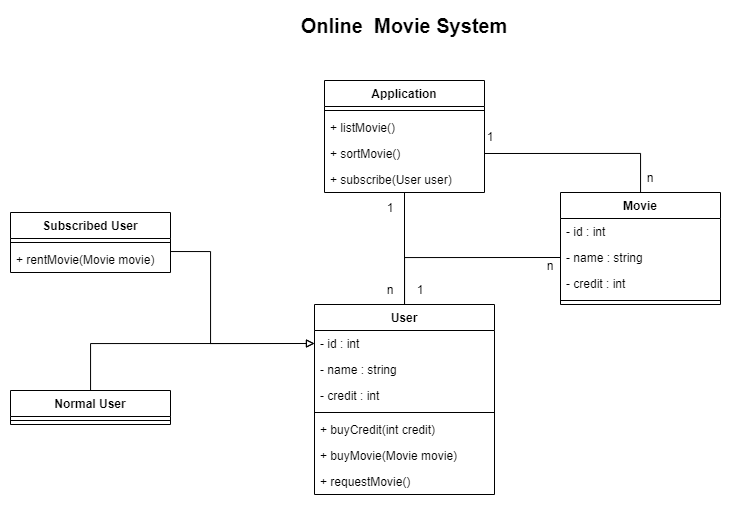 Online Movie System
Application
+ listMovie()
+ sortMovie()
+ subscribe(User user)
1
n
1
Movie
- id : int
- name : string
- credit : int
n
Subscribed User
+ rentMovie(Movie movie)
n
1
User
- id : int
- name : string
- credit : int
+ buyCredit(int credit)
+ buyMovie(Movie movie)
+ requestMovie()
Normal User